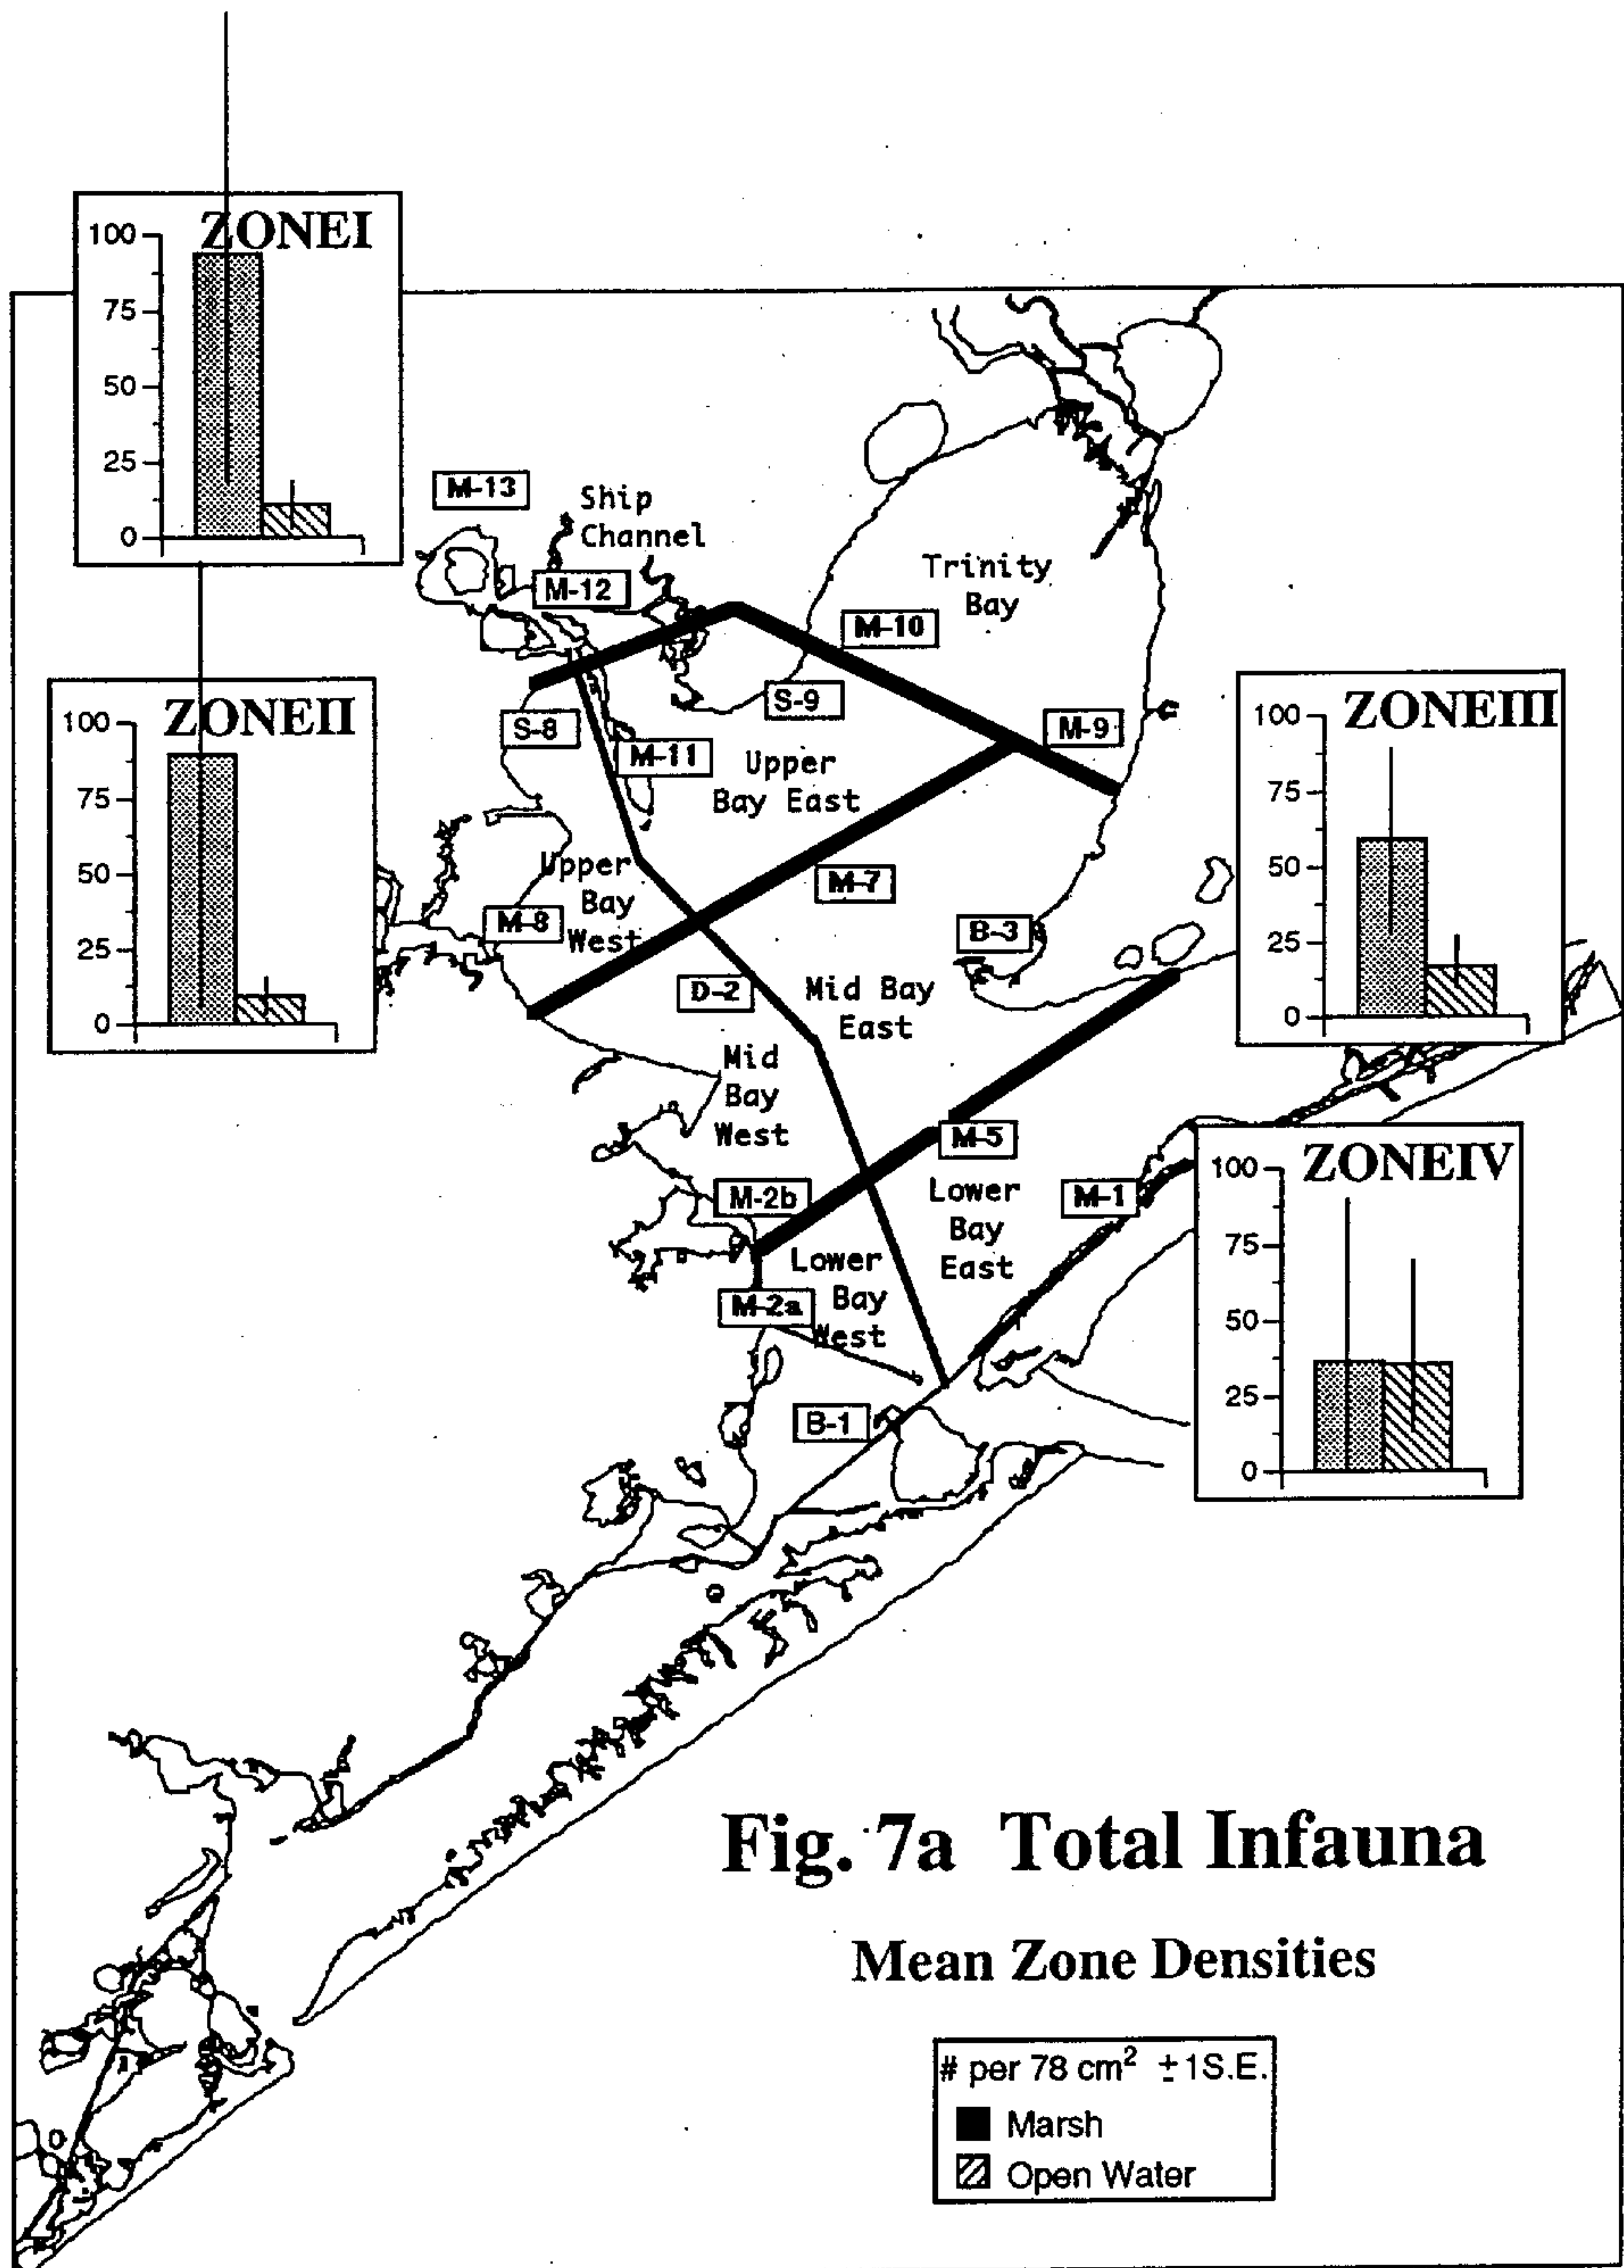 ZONEI
100
75
50
25
0
M-13
Ship
Channel
M-12
Trinity
Bay
M-10
S-9
M-9
ZONEII
100
75
50
25
0
S-8
M-11
Upper
Bay East
ZONEIII
100
75
50
25
0
Upper
Bay
West
M-8
M-7
B-3
D-2
Mid Bay
East
Mid
Bay
West
M-5
ZONEIV
100
75
50
25
0
M-2b
M-1
Lower
Bay
East
Lower
Bay
West
M-2a
B-1
Fig. 7a Total Infauna
Mean Zone Densities
# per 78 cm² ±1S.E.
Marsh
Open Water